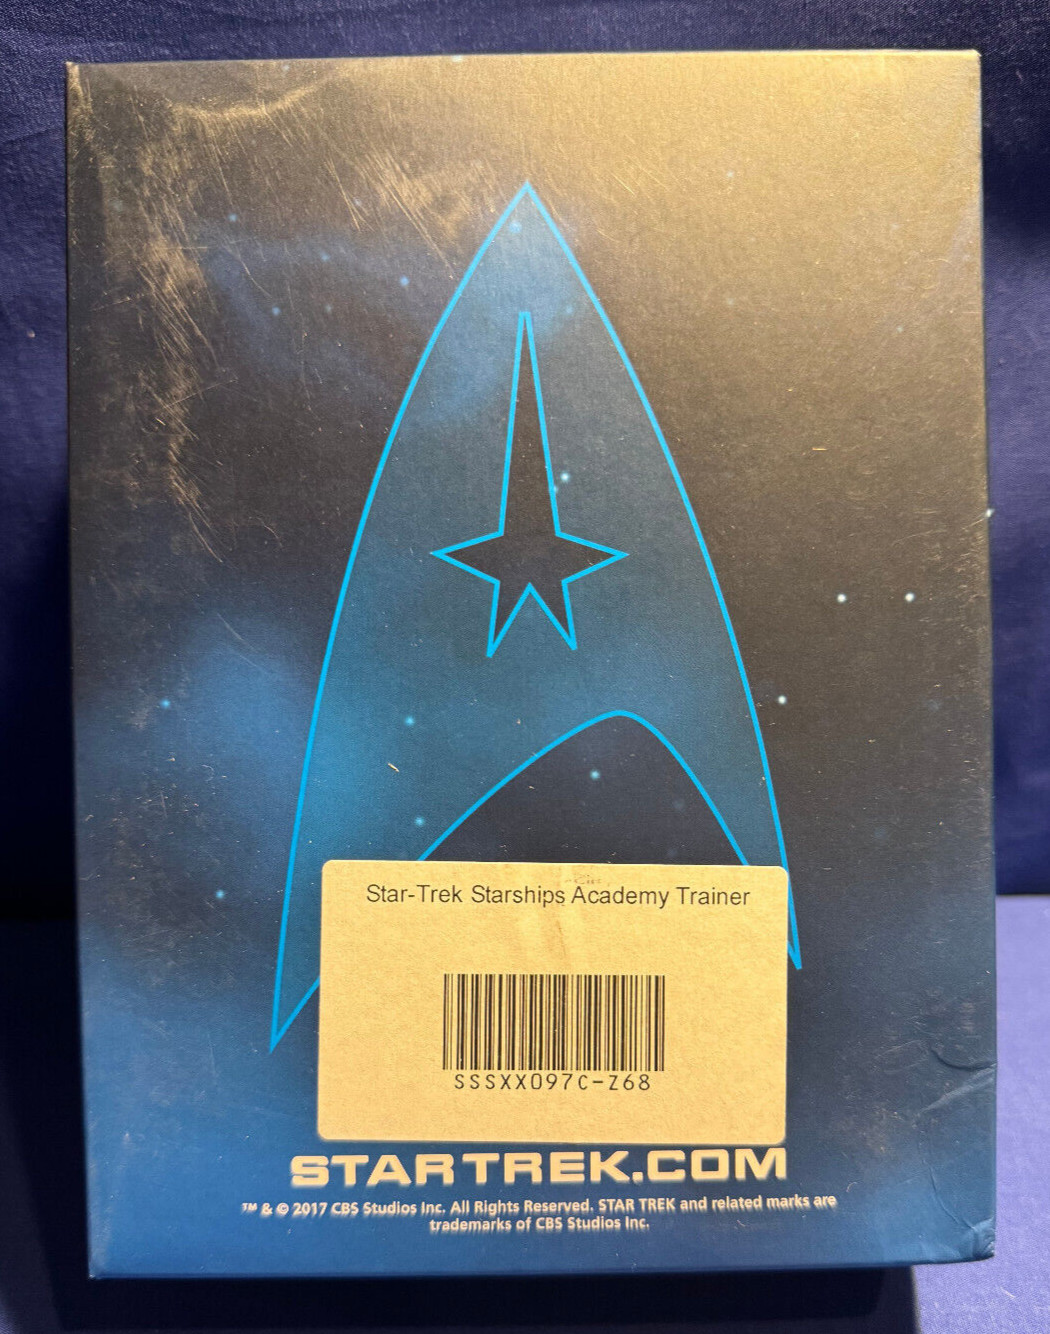 Star-Trek Starships Academy Trainer
SSSXX097C-Z68
STARTREK.COM
™ & © 2017 CBS Studios Inc. All Rights Reserved. STAR TREK and related marks are
trademarks of CBS Studios Inc.